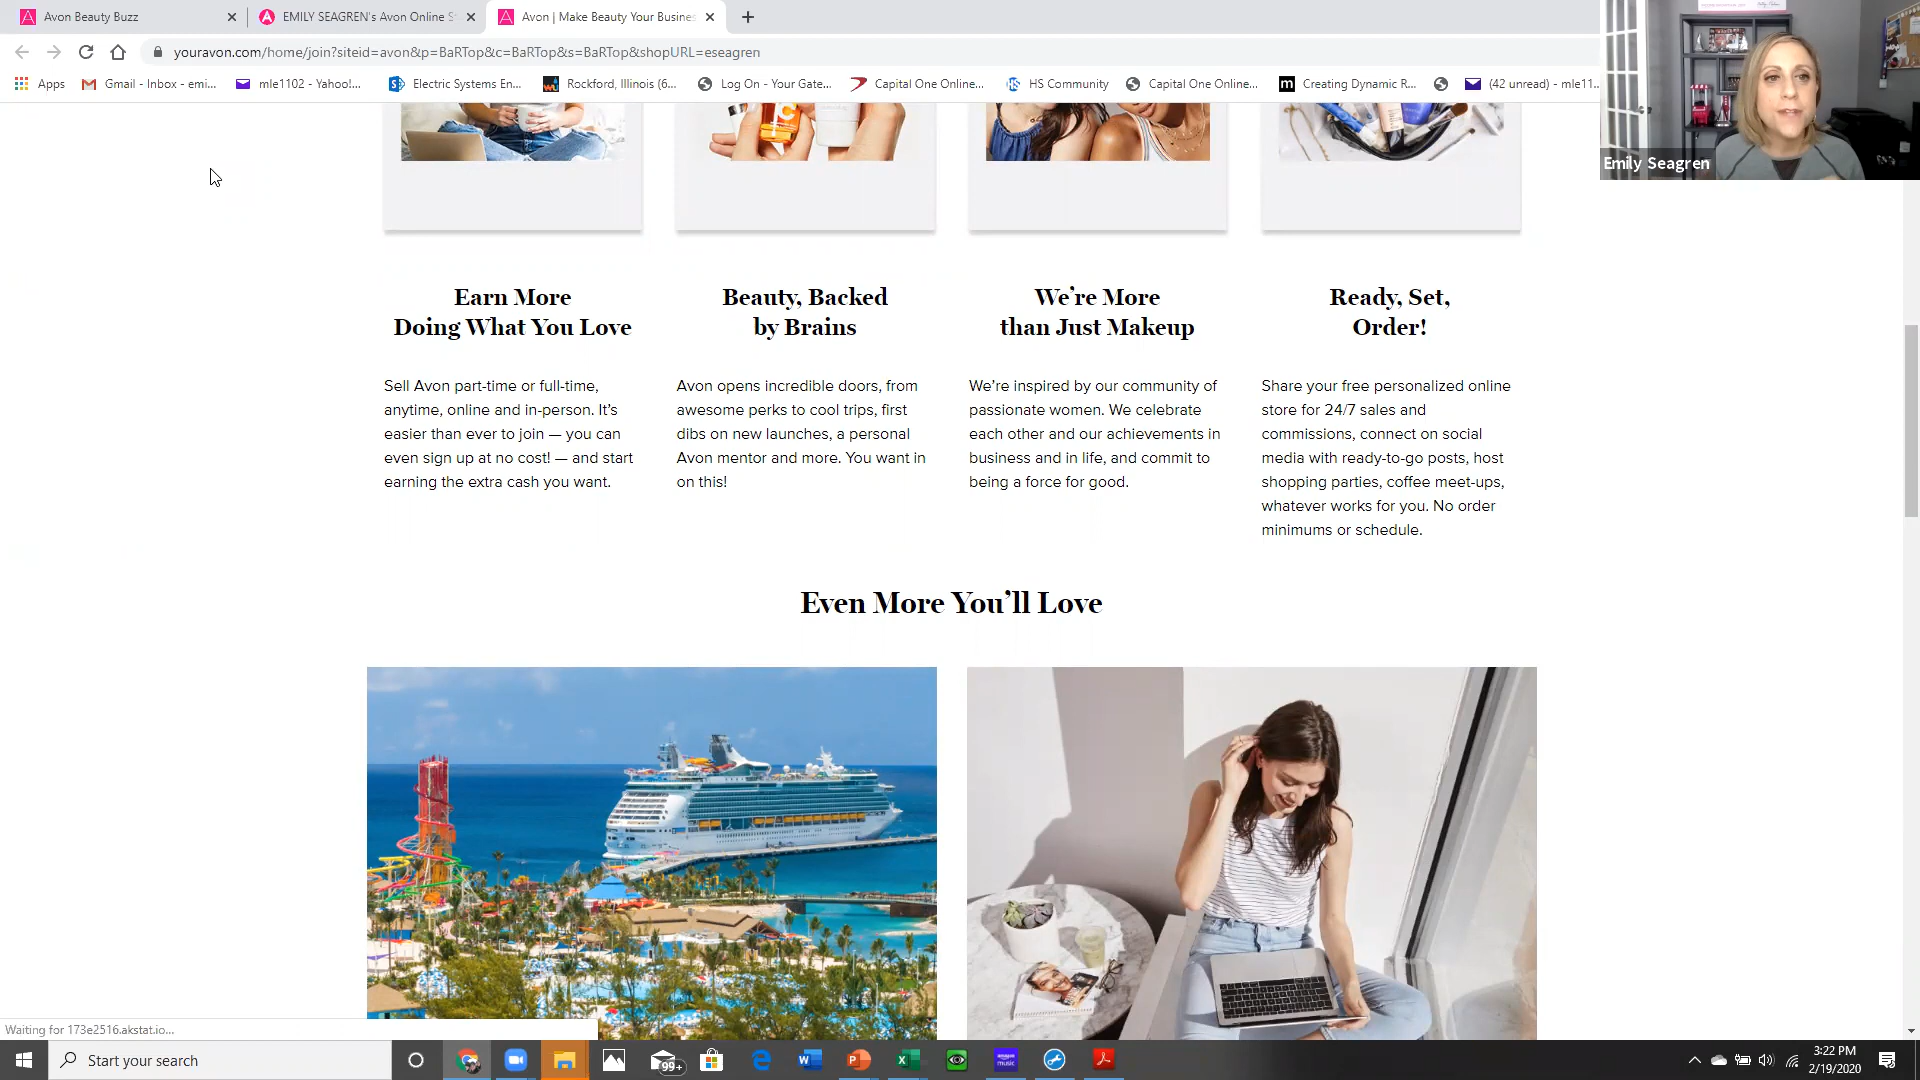 Avon Beauty Buzz
EMILY SEAGREN's Avon Online S
Avon | Make Beauty Your Busines
youravon.com/home/join?siteid=avon&p=BaRTop&c=BaRTop&s=BaRTop&shopURL=eseagren
Apps
Gmail - Inbox - emi...
mle1102 - Yahoo!...
Electric Systems En...
Rockford, Illinois (6...
Log On - Your Gate...
Capital One Online...
HS Community
Capital One Online...
Creating Dynamic R...
(42 unread) - mle11...
Emily Seagren
Earn More
Doing What You Love
Sell Avon part-time or full-time,
anytime, online and in-person. It’s
easier than ever to join — you can
even sign up at no cost! — and start
earning the extra cash you want.
Beauty, Backed
by Brains
Avon opens incredible doors, from
awesome perks to cool trips, first
dibs on new launches, a personal
Avon mentor and more. You want in
on this!
We’re More
than Just Makeup
We’re inspired by our community of
passionate women. We celebrate
each other and our achievements in
business and in life, and commit to
being a force for good.
Ready, Set,
Order!
Share your free personalized online
store for 24/7 sales and
commissions, connect on social
media with ready-to-go posts, host
shopping parties, coffee meet-ups,
whatever works for you. No order
minimums or schedule.
Even More You’ll Love
Waiting for 173e2516.akstat.io...
Start your search
99+
amazon
music
3:22 PM
2/19/2020